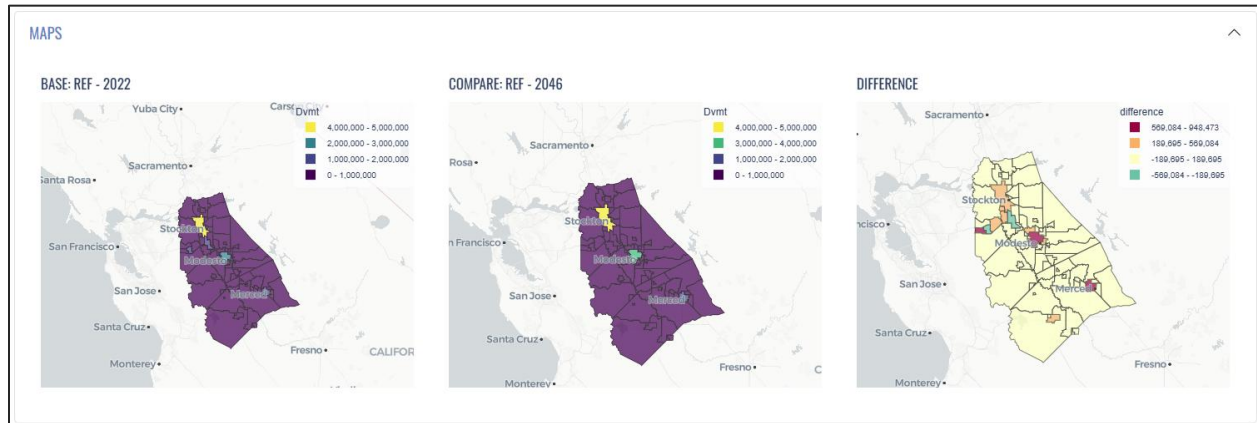 MAPS
BASE: REF - 2022
Yuba City
Carson City
Sacramento
Santa Rosa
Stockton
San Francisco
Modesto
San Jose
Merced
Santa Cruz
Fresno
CALIFOR
Monterey
Dvmt
4,000,000 - 5,000,000
2,000,000 - 3,000,000
1,000,000 - 2,000,000
0 - 1,000,000
COMPARE: REF - 2046
Sacramento
Rosa
Stockton
n Francisco
Modesto
San Jose
Merced
Santa Cruz
Fresno
Monterey
Dvmt
4,000,000 - 5,000,000
3,000,000 - 4,000,000
1,000,000 - 2,000,000
0 - 1,000,000
DIFFERENCE
Sacramento
Stockton
Francisco
Modesto
San Jose
Merced
Santa Cruz
Fresno
Monterey
difference
569,084 - 948,473
189,695 - 569,084
-189,695 - 189,695
-569,084 - -189,695